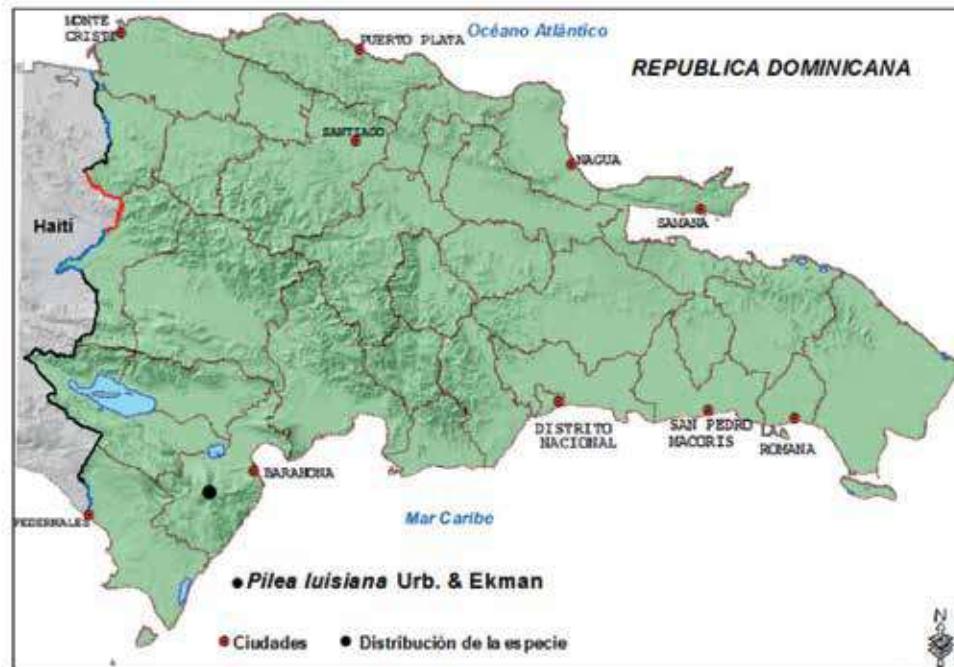 MONTE
CRISTI
PUERTO PLATA
Océano Atlántico
REPUBLICA DOMINICANA
SANTIAGO
NAGUA
SAMANA
Haití
DISTRITO
NACIONAL
SAN PEDRO
MACORIS
LA
ROMANA
BARAHONA
PEDERNALES
Mar Caribe
Pilea luisiana Urb. & Ekman
Ciudades
Distribución de la especie
N